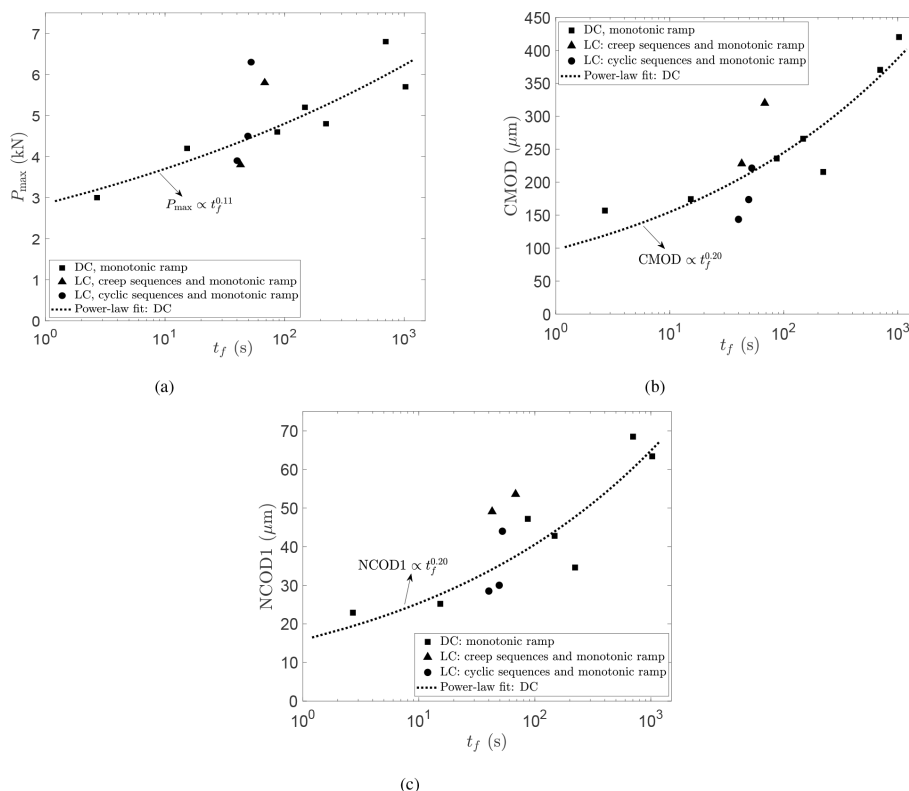 7
6
5
4
3
2
1
0
P_max (kN)
P_max ∝ t_f^0.11
DC, monotonic ramp
LC, creep sequences and monotonic ramp
LC, cyclic sequences and monotonic ramp
Power-law fit: DC
10^0 10^1 10^2 10^3
t_f (s)
(a)
450
400
350
300
250
200
150
100
50
0
CMOD (μm)
DC, monotonic ramp
LC: creep sequences and monotonic ramp
LC: cyclic sequences and monotonic ramp
Power-law fit: DC
CMOD ∝ t_f^0.20
10^0 10^1 10^2 10^3
t_f (s)
(b)
70
60
50
40
30
20
10
0
NCOD1 (μm)
NCOD1 ∝ t_f^0.20
DC: monotonic ramp
LC: creep sequences and monotonic ramp
LC: cyclic sequences and monotonic ramp
Power-law fit: DC
10^0 10^1 10^2 10^3
t_f (s)
(c)